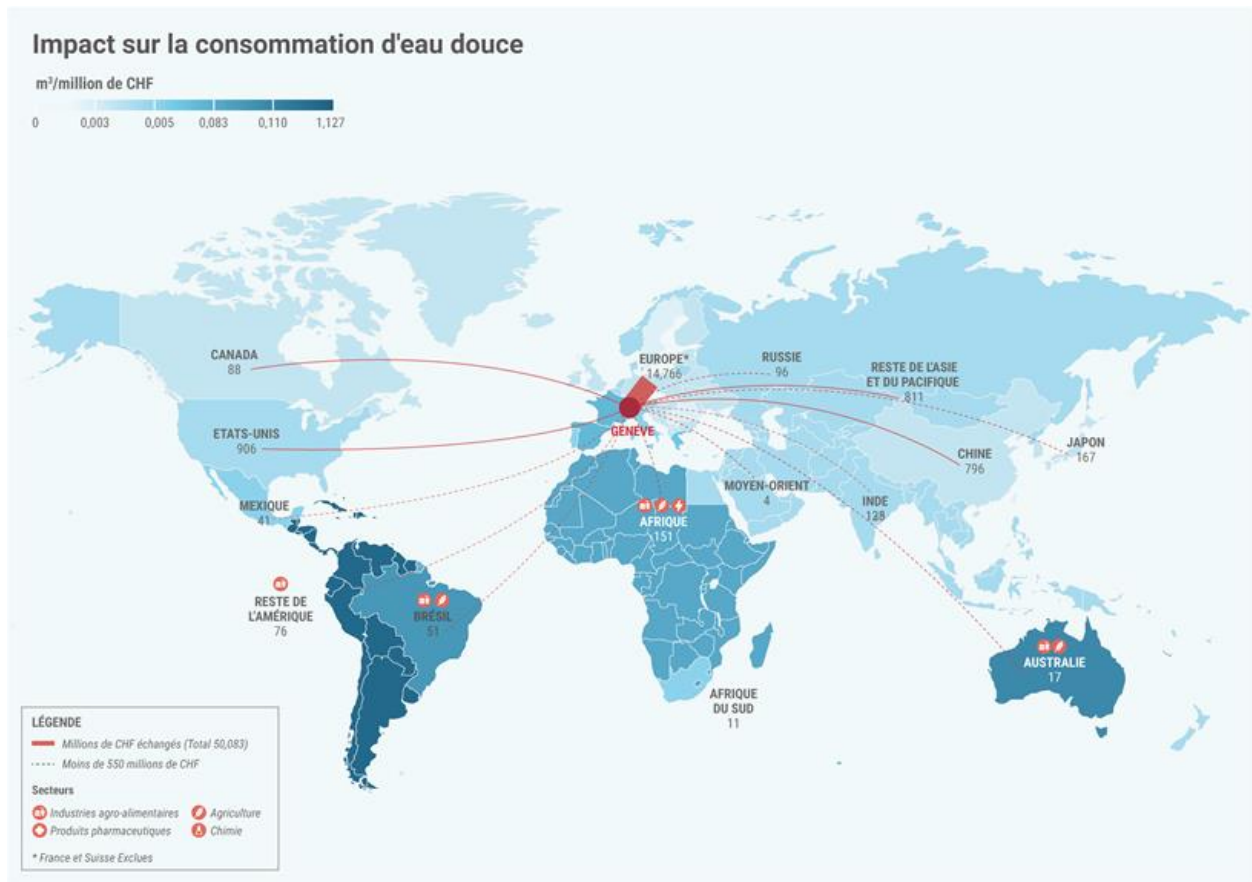 Impact sur la consommation d'eau douce
m³/million de CHF
0 0,003 0,005 0,083 0,110 1,127
CANADA
88
EUROPE*
14,766
RUSSIE
96
RESTE DE L'ASIE
ET DU PACIFIQUE
811
GENÈVE
ETATS-UNIS
906
CHINE
796
JAPON
167
MEXIQUE
41
MOYEN-ORIENT
4
INDE
128
AFRIQUE
151
RESTE DE
L'AMÉRIQUE
76
BRÉSIL
51
AUSTRALIE
17
AFRIQUE
DU SUD
11
LÉGENDE
Millions de CHF échangés (Total 50,083)
Moins de 550 millions de CHF
Secteurs
Industries agro-alimentaires Agriculture
Produits pharmaceutiques Chimie
* France et Suisse Exclues